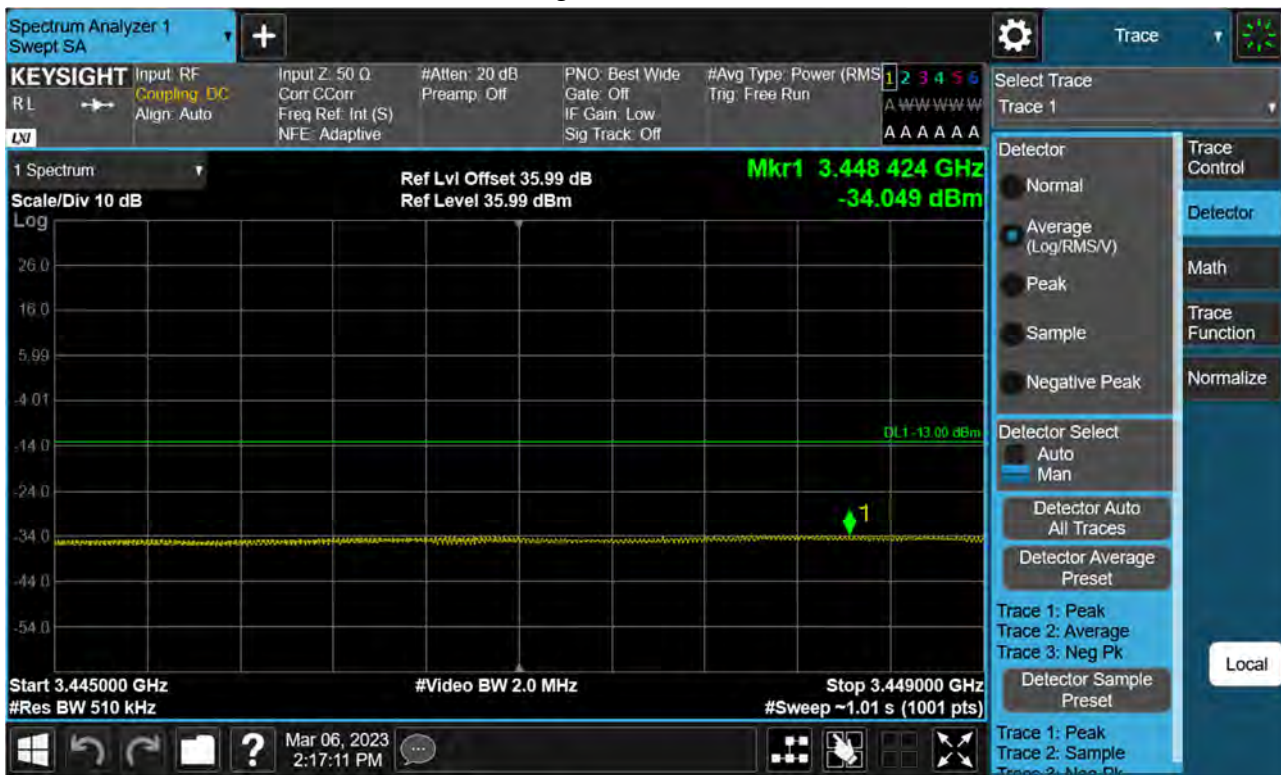 Spectrum Analyzer 1
Swept SA
Trace
KEYSIGHT
R L
LXI
Input: RF
Coupling: DC
Align: Auto
Input Z: 50 Ω
Corr CCorr
Freq Ref: Int (S)
NFE: Adaptive
#Atten: 20 dB
Preamp: Off
PNO: Best Wide
Gate: Off
IF Gain: Low
Sig Track: Off
#Avg Type: Power (RMS
Trig: Free Run
1 2 3 4 5 6
A W W W W W
A A A A A A
1 Spectrum
Scale/Div 10 dB
Ref Lvl Offset 35.99 dB
Ref Level 35.99 dBm
Mkr1 3.448 424 GHz
-34.049 dBm
Log
26.0
16.0
5.99
-4.01
-14.0
-24.0
-34.0
-44.0
-54.0
DL1 -13.00 dBm
1
Start 3.445000 GHz
#Res BW 510 kHz
#Video BW 2.0 MHz
Stop 3.449000 GHz
#Sweep ~1.01 s (1001 pts)
Select Trace
Trace 1
Detector
Normal
Average
(Log/RMS/V)
Peak
Sample
Negative Peak
Detector Select
Auto
Man
Detector Auto
All Traces
Detector Average
Preset
Trace 1: Peak
Trace 2: Average
Trace 3: Neg Pk
Detector Sample
Preset
Trace 1: Peak
Trace 2: Sample
Trace 3: Neg Pk
Trace
Control
Detector
Math
Trace
Function
Normalize
Local
?
Mar 06, 2023
2:17:11 PM